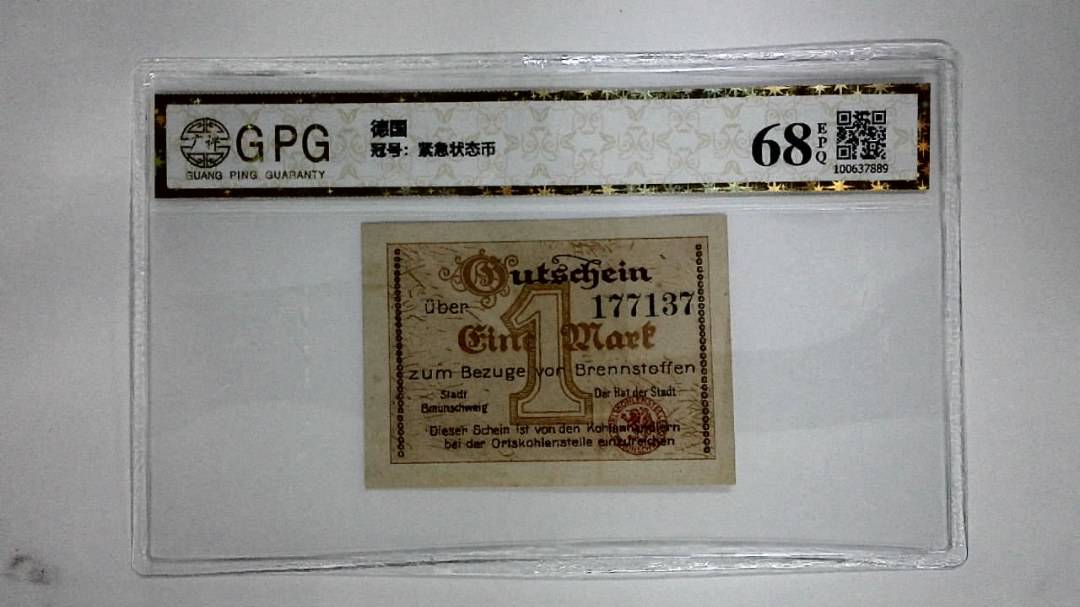 GPG
GUANG PING GUARANTY
德国
冠号：紧急状态币
68
EPQ
100637889
Gutschein
über
177137
Eine Mark
1
zum Bezuge von Brennstoffen
Stadt
Braunschweig
Der Rat der Stadt
Dieser Schein ist von den Kohlenhändlern
bei der Ortskohlenstelle einzureichen